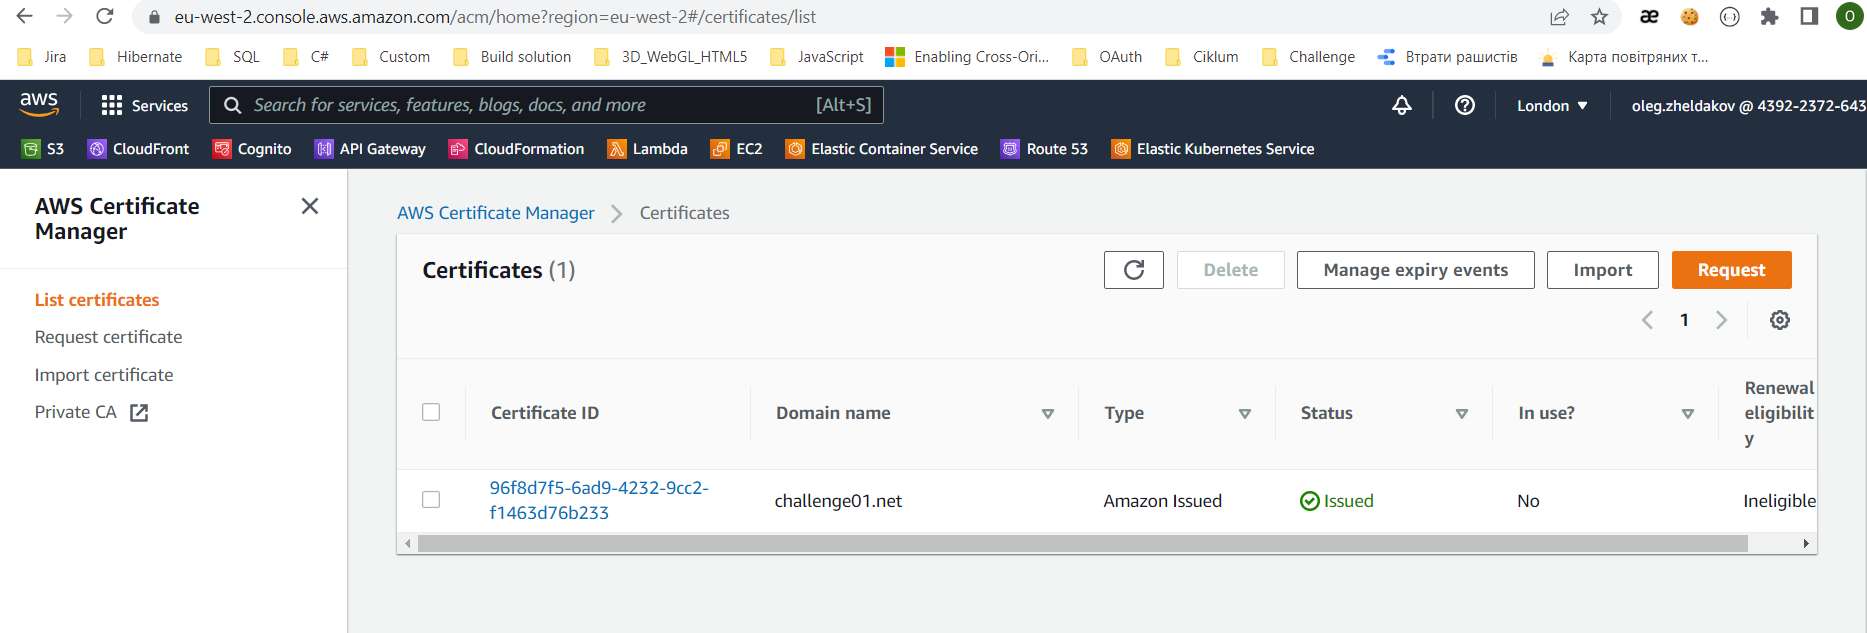 eu-west-2.console.aws.amazon.com/acm/home?region=eu-west-2#/certificates/list
O
Jira Hibernate SQL C# Custom Build solution 3D_WebGL_HTML5 JavaScript Enabling Cross-Ori... OAuth Ciklum Challenge Втрати рашистів Карта повітряних т...
aws Services Search for services, features, blogs, docs, and more [Alt+S] London oleg.zheldakov @ 4392-2372-643
S3 CloudFront Cognito API Gateway CloudFormation Lambda EC2 Elastic Container Service Route 53 Elastic Kubernetes Service
AWS Certificate
Manager
List certificates
Request certificate
Import certificate
Private CA
AWS Certificate Manager Certificates
Certificates (1) Delete Manage expiry events Import Request
1
Certificate ID Domain name Type Status In use? Renewal
eligibilit
y
96f8d7f5-6ad9-4232-9cc2-
f1463d76b233
challenge01.net Amazon Issued Issued No Ineligible